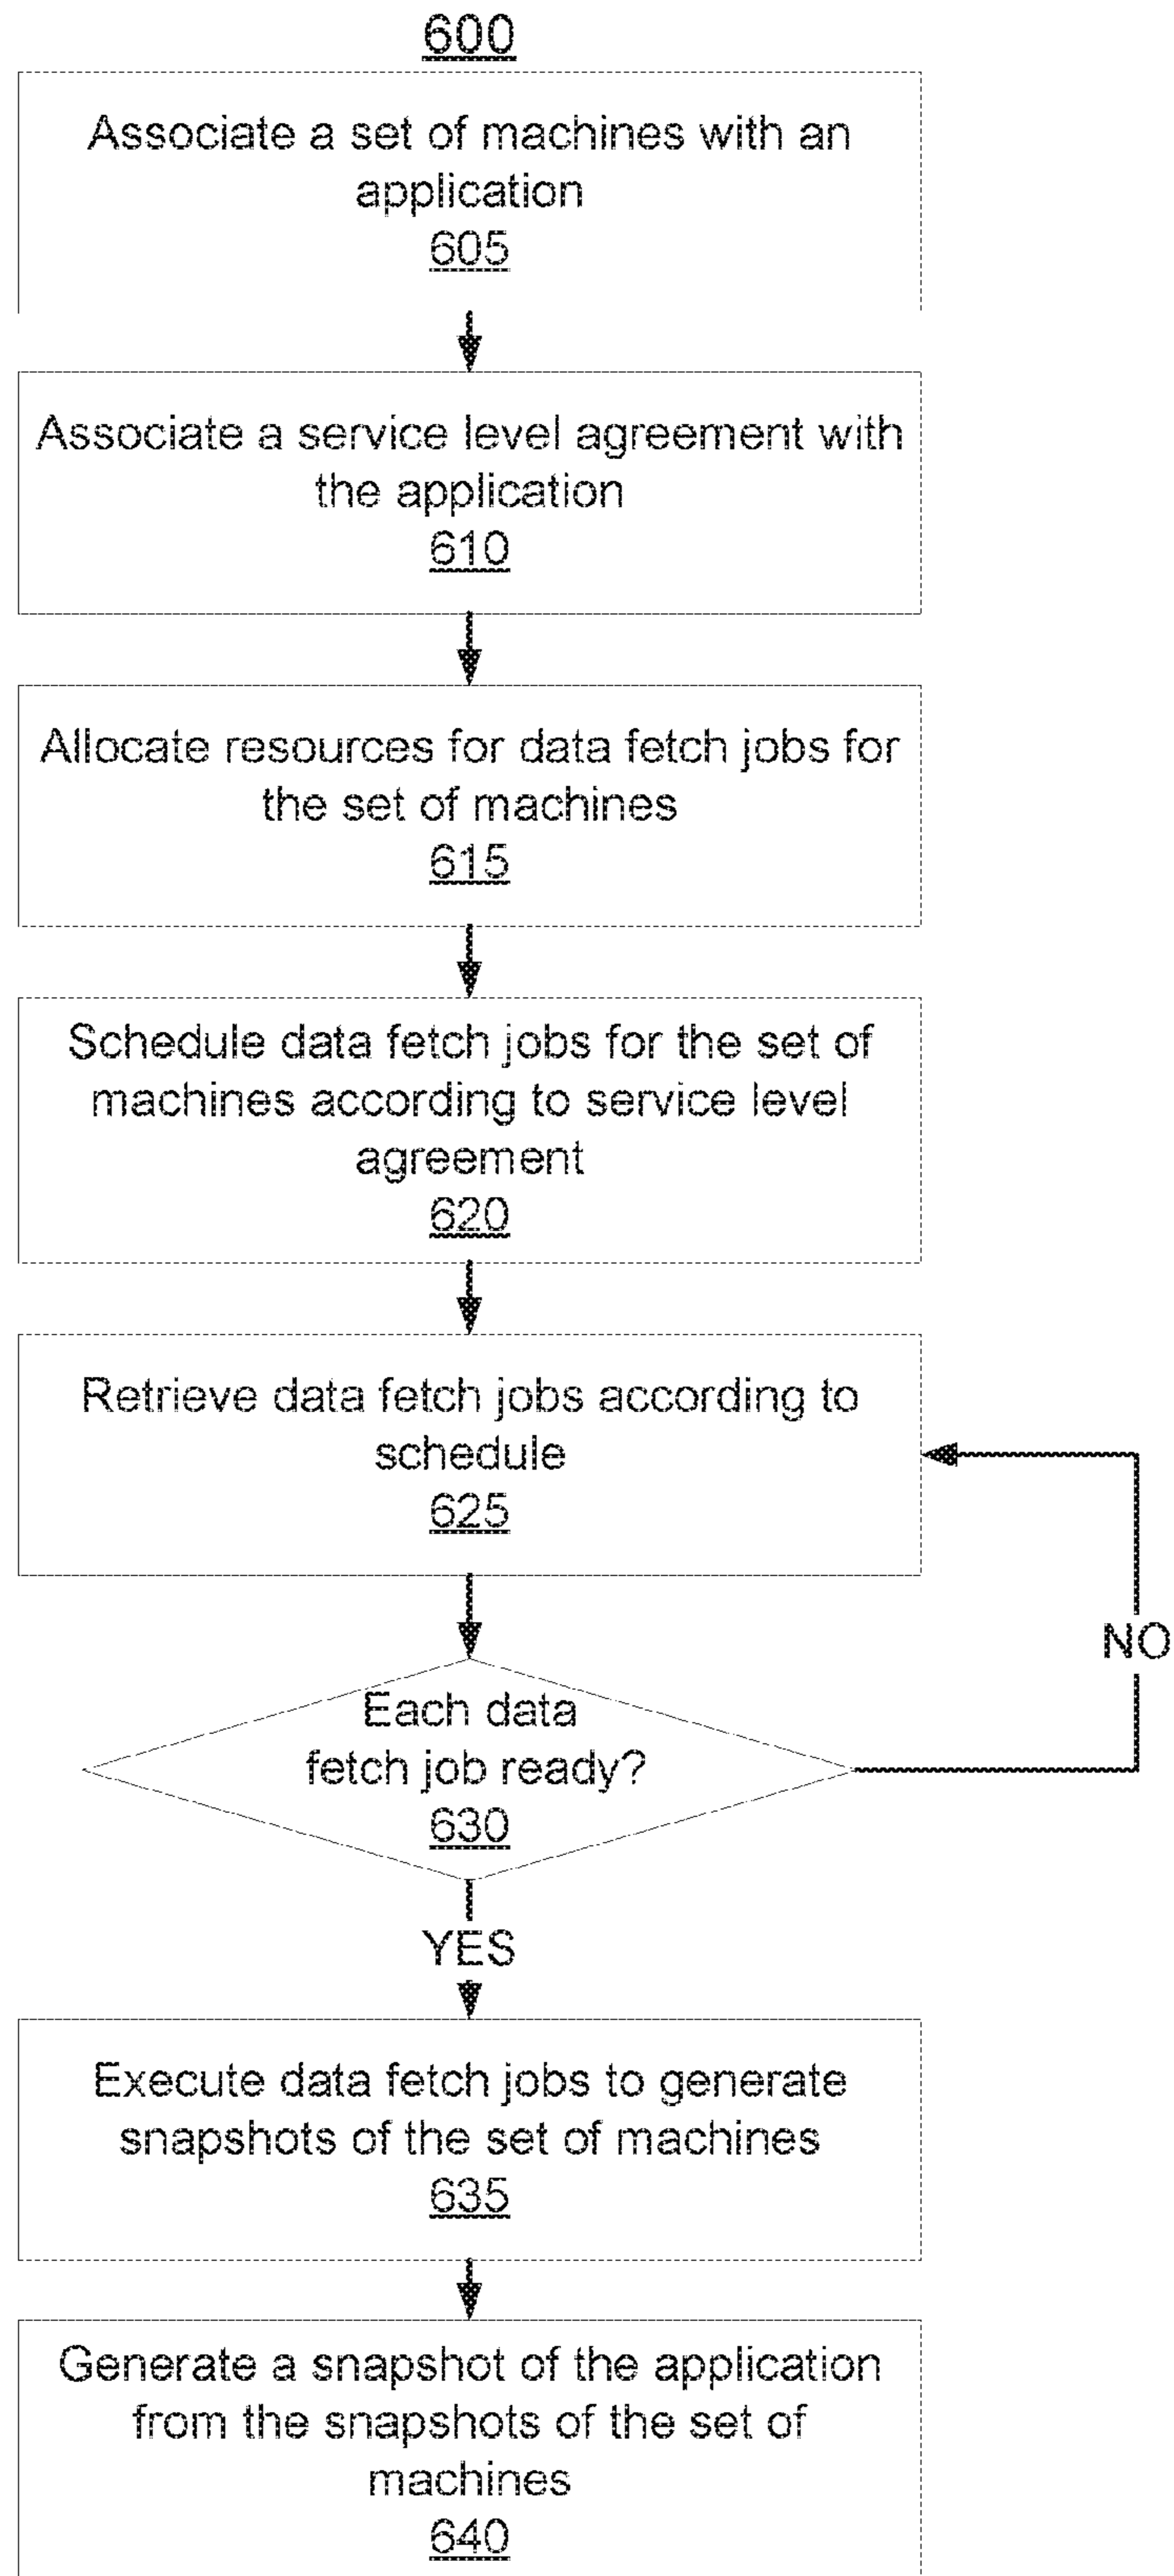 600
Associate a set of machines with an
application
605
Associate a service level agreement with
the application
610
Allocate resources for data fetch jobs for
the set of machines
615
Schedule data fetch jobs for the set of
machines according to service level
agreement
620
Retrieve data fetch jobs according to
schedule
625
NO
Each data
fetch job ready?
630
YES
Execute data fetch jobs to generate
snapshots of the set of machines
635
Generate a snapshot of the application
from the snapshots of the set of
machines
640